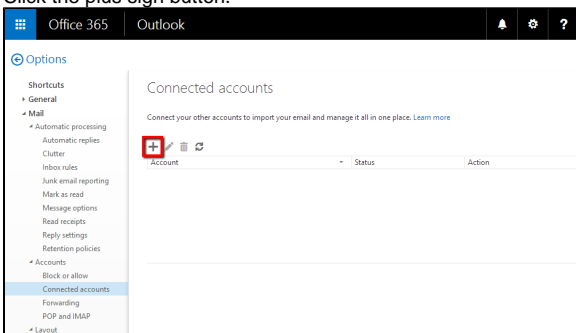 Click the plus sign button.
Office 365 Outlook ?
Options
Shortcuts
General
Mail
Automatic processing
Automatic replies
Clutter
Inbox rules
Junk email reporting
Mark as read
Message options
Read receipts
Reply settings
Retention policies
Accounts
Block or allow
Connected accounts
Forwarding
POP and IMAP
Layout
Connected accounts
Connect your other accounts to import your email and manage it all in one place. Learn more
Account Status Action